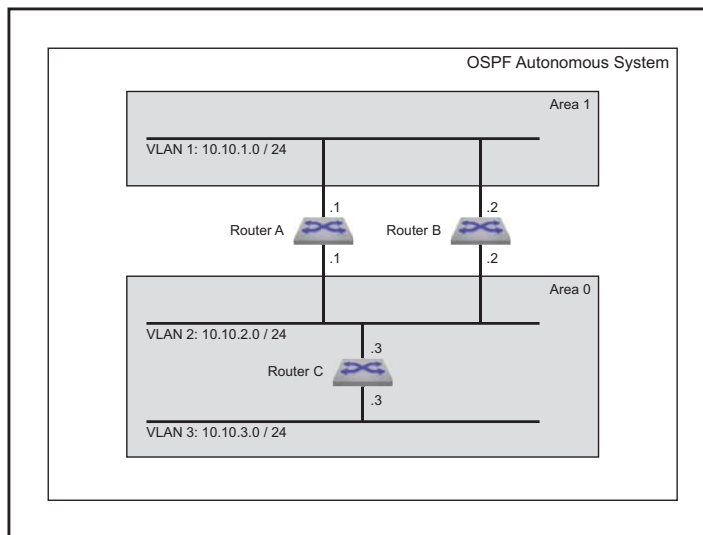 OSPF Autonomous System
Area 1
VLAN 1: 10.10.1.0 / 24
.1
.2
Router A
Router B
.1
.2
Area 0
VLAN 2: 10.10.2.0 / 24
.3
Router C
.3
VLAN 3: 10.10.3.0 / 24